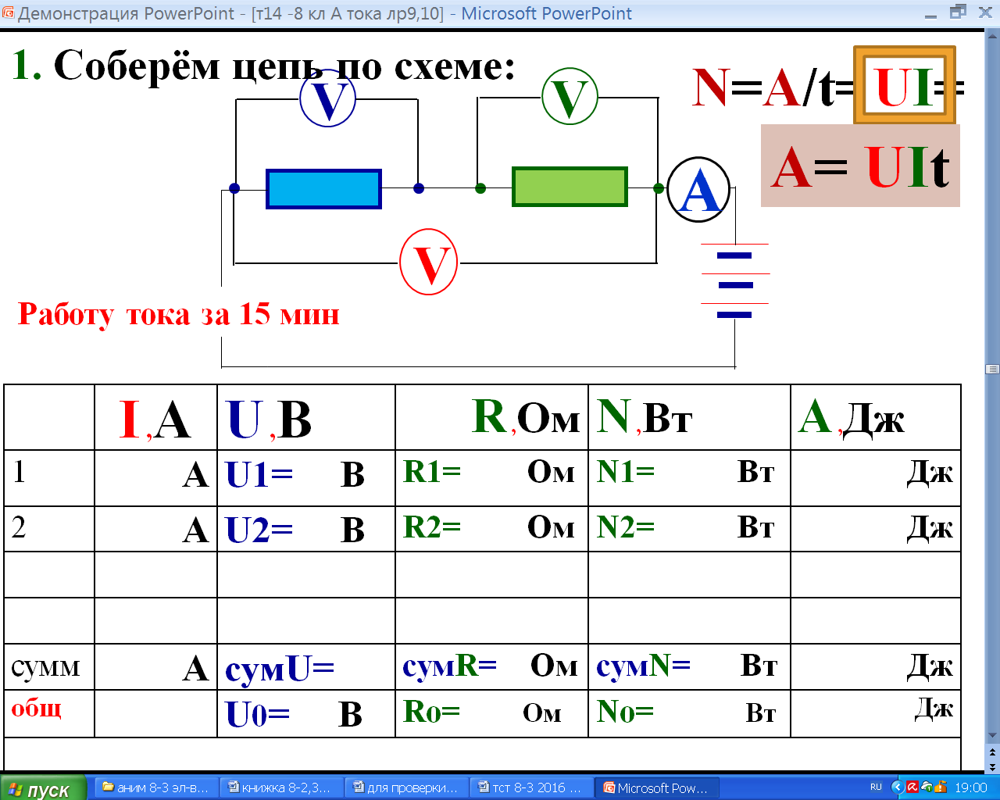 Демонстрация PowerPoint - [т14 -8 кл А тока лр9,10] - Microsoft PowerPoint
1. Соберём цепь по схеме:
N=A/t= UI=
A= UIt
V
V
A
V
Работу тока за 15 мин
I ,А U ,В R ,Ом N ,Вт А ,Дж
1 А U1= В R1= Ом N1= Вт Дж
2 А U2= В R2= Ом N2= Вт Дж
сумм А сумU= сумR= Ом сумN= Вт Дж
общ U0= В Ro= Ом No= Вт Дж
пуск аним 8-3 эл-в... книжка 8-2,3... для проверки... тст 8-3 2016 ... Microsoft Pow... RU 19:00